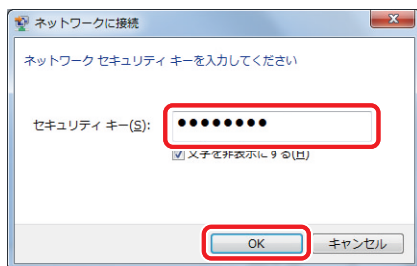 ネットワークに接続
ネットワーク セキュリティ キーを入力してください
セキュリティ キー(S): ●●●●●●●●
文字を非表示にする(H)
OK キャンセル